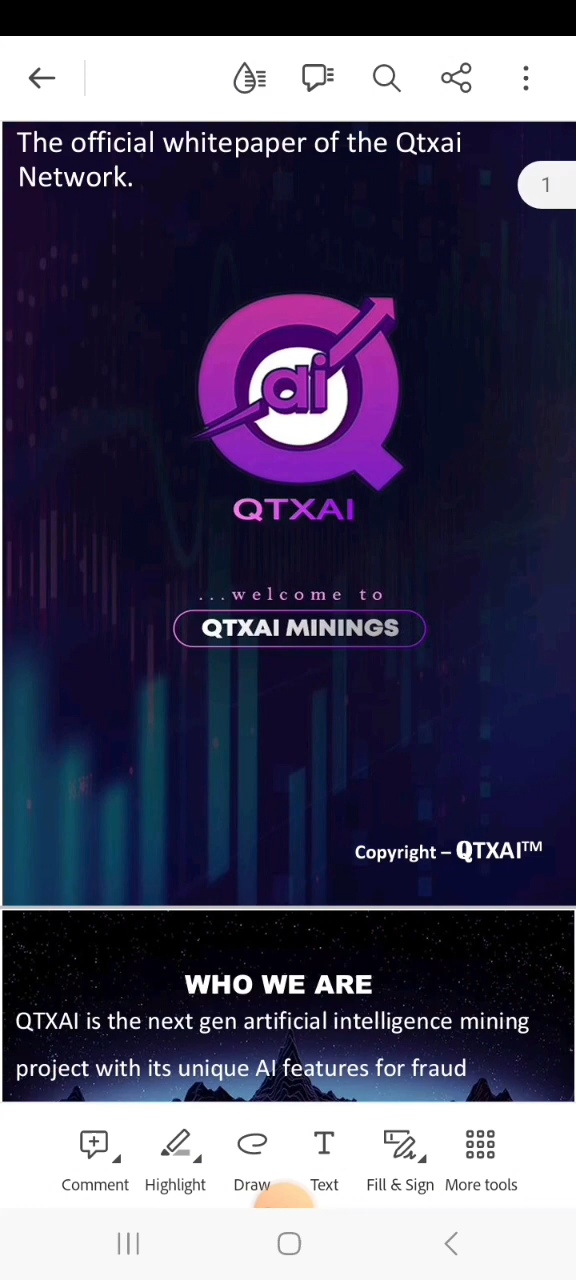 The official whitepaper of the Qtxai
Network.
1
ai
QTXAI
...welcome to
QTXAI MININGS
Copyright – QTXAI™
WHO WE ARE
QTXAI is the next gen artificial intelligence mining
project with its unique AI features for fraud
Comment Highlight Draw Text Fill & Sign More tools